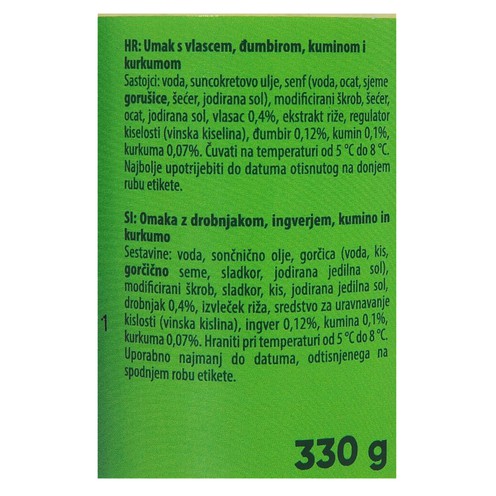 HR: Umak s vlascem, đumbirom, kuminom i
kurkumom
Sastojci: voda, suncokretovo ulje, senf (voda, ocat, sjeme
gorušice, šećer, jodirana sol), modificirani škrob, šećer,
ocat, jodirana sol, vlasac 0,4%, ekstrakt riže, regulator
kiselosti (vinska kiselina), đumbir 0,12%, kumin 0,1%,
kurkuma 0,07%. Čuvati na temperaturi od 5 °C do 8 °C.
Najbolje upotrijebiti do datuma otisnutog na donjem
rubu etikete.
SI: Omaka z drobnjakom, ingverjem, kumino in
kurkumo
Sestavine: voda, sončnično olje, gorčica (voda, kis,
gorčično seme, sladkor, jodirana jedilna sol),
modificirani škrob, sladkor, kis, jodirana jedilna sol,
drobnjak 0,4%, izvleček riža, sredstvo za uravnavanje
kislosti (vinska kislina), ingver 0,12%, kumina 0,1%,
kurkuma 0,07%. Hraniti pri temperaturi od 5 °C do 8 °C.
Uporabno najmanj do datuma, odtisnjenega na
spodnjem robu etikete.
1
330 g